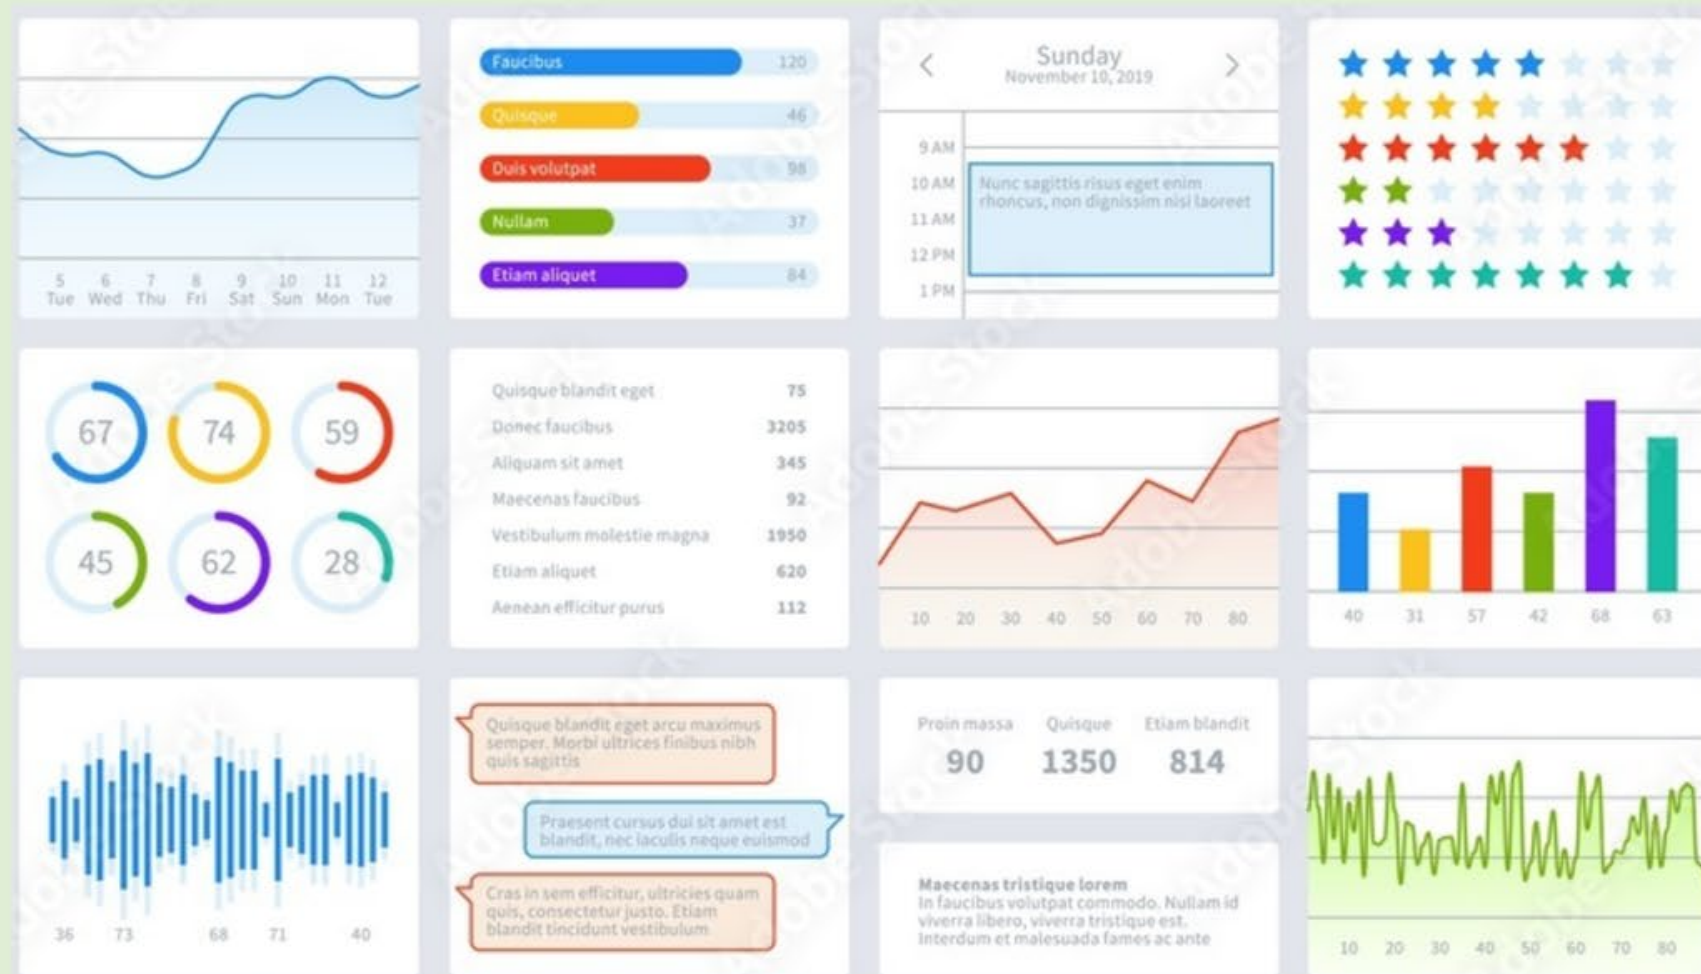 5 6 7 8 9 10 11 12
Tue Wed Thu Fri Sat Sun Mon Tue
Faucibus 120
Quisque 46
Duis volutpat 98
Nullam 37
Etiam aliquet 84
Sunday
November 10, 2019
9 AM
10 AM
11 AM
12 PM
1 PM
Nunc sagittis risus eget enim
rhoncus, non dignissim nisi laoreet
67 74 59
45 62 28
Quisque blandit eget 75
Donec faucibus 3205
Aliquam sit amet 345
Maecenas faucibus 92
Vestibulum molestie magna 1950
Etiam aliquet 620
Aenean efficitur purus 112
10 20 30 40 50 60 70 80
40 31 57 42 68 63
36 73 68 71 40
Quisque blandit eget arcu maximus
semper. Morbi ultrices finibus nibh
quis sagittis
Praesent cursus dui sit amet est
blandit, nec iaculis neque euismod
Cras in sem efficitur, ultricies quam
quis, consectetur justo. Etiam
blandit tincidunt vestibulum
Proin massa Quisque Etiam blandit
90 1350 814
Maecenas tristique lorem
In faucibus volutpat commodo. Nullam id
viverra libero, viverra tristique est.
Interdum et malesuada fames ac ante
10 20 30 40 50 60 70 80
Adobe Stock